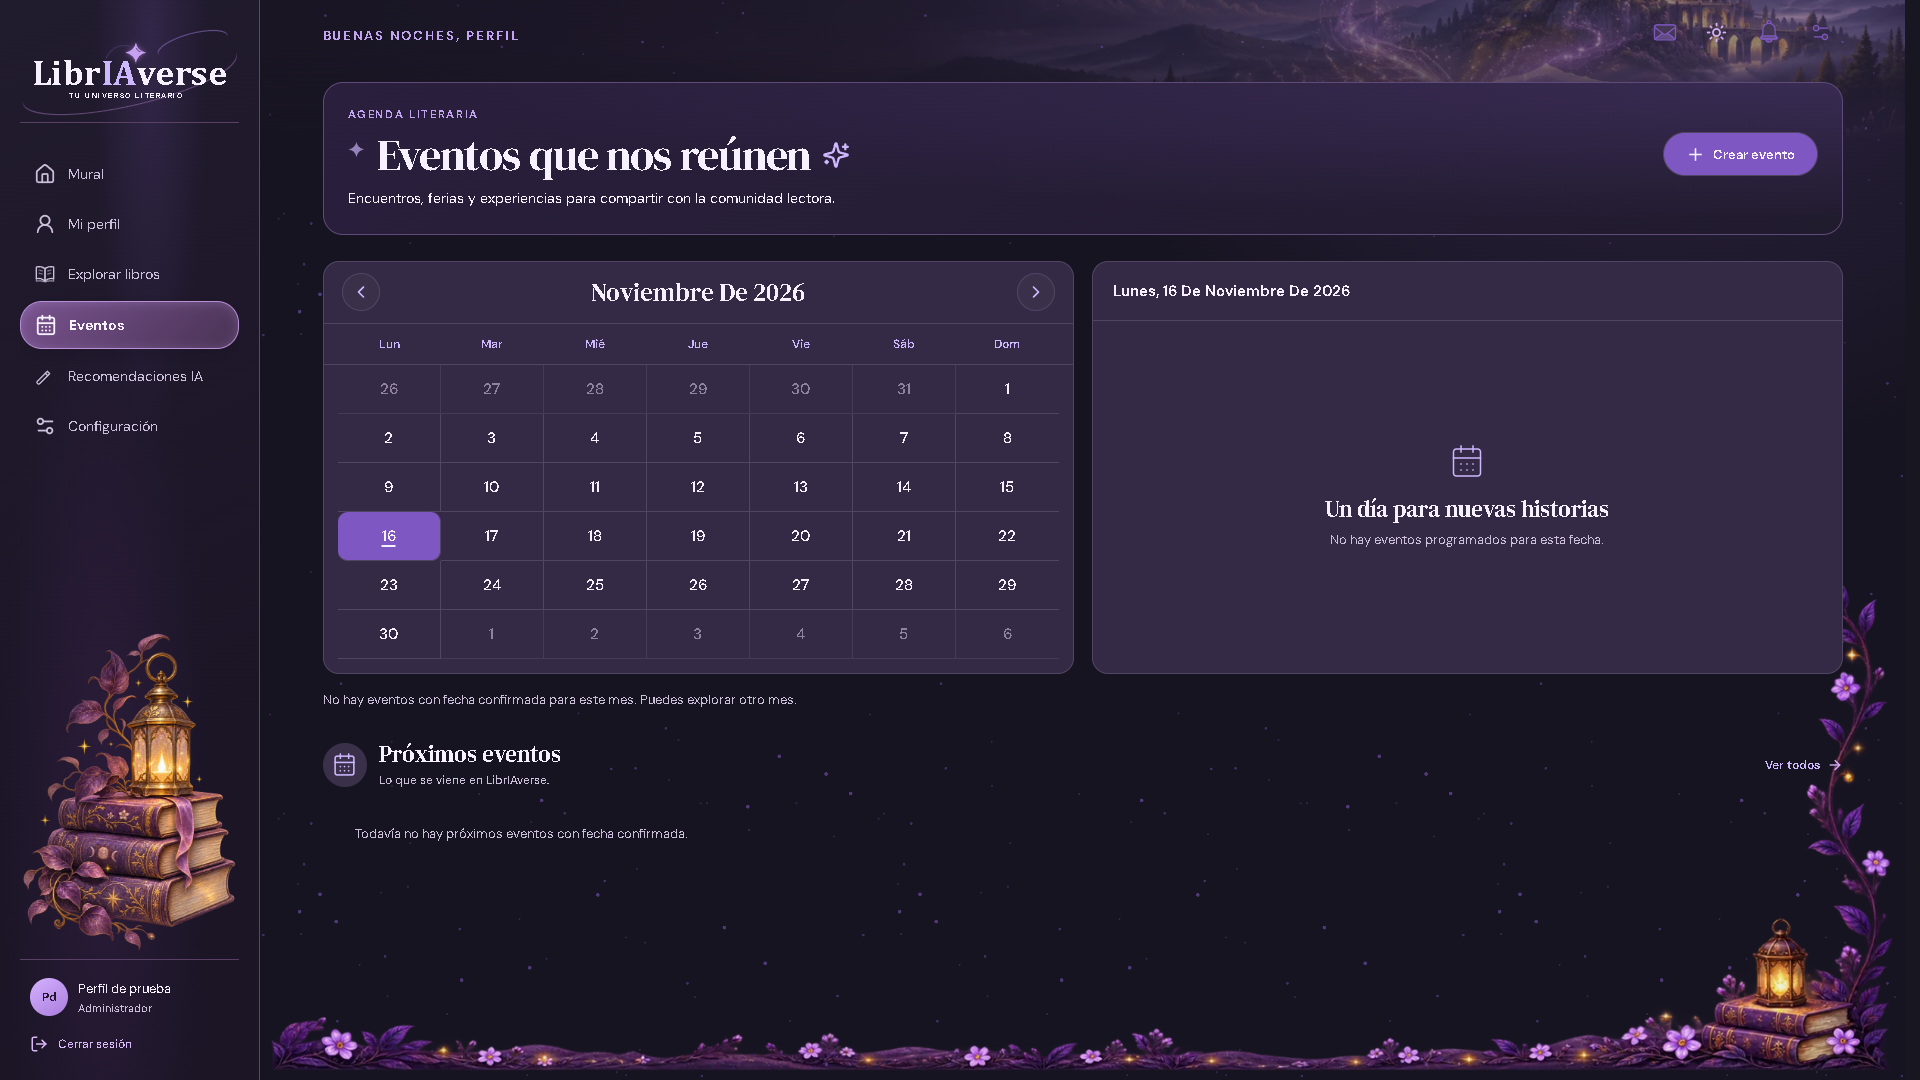 LibrIAverse
TU UNIVERSO LITERARIO
Mural
Mi perfil
Explorar libros
Eventos
Recomendaciones IA
Configuración
Perfil de prueba
Pd
Administrador
Cerrar sesión
BUENAS NOCHES, PERFIL
AGENDA LITERARIA
Eventos que nos reúnen
Encuentros, ferias y experiencias para compartir con la comunidad lectora.
Crear evento
Noviembre De 2026
Lun Mar Mié Jue Vie Sáb Dom
26 27 28 29 30 31 1
2 3 4 5 6 7 8
9 10 11 12 13 14 15
16 17 18 19 20 21 22
23 24 25 26 27 28 29
30 1 2 3 4 5 6
Lunes, 16 De Noviembre De 2026
Un día para nuevas historias
No hay eventos programados para esta fecha.
No hay eventos con fecha confirmada para este mes. Puedes explorar otro mes.
Próximos eventos
Lo que se viene en LibrIAverse.
Ver todos
Todavía no hay próximos eventos con fecha confirmada.